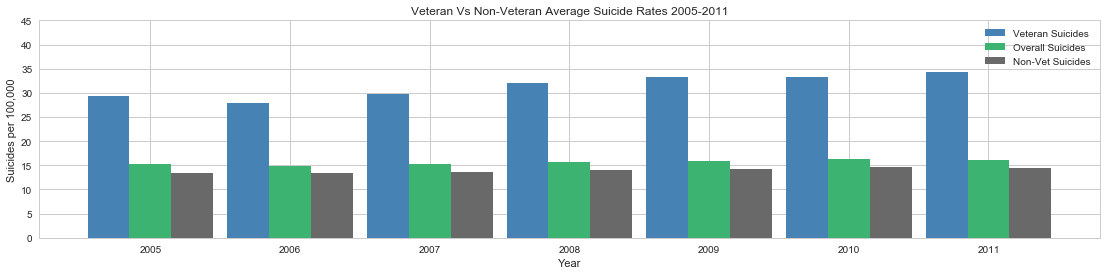 Veteran Vs Non-Veteran Average Suicide Rates 2005-2011
45
40
35
30
25
20
15
10
5
0
Suicides per 100,000
Veteran Suicides
Overall Suicides
Non-Vet Suicides
2005 2006 2007 2008 2009 2010 2011
Year